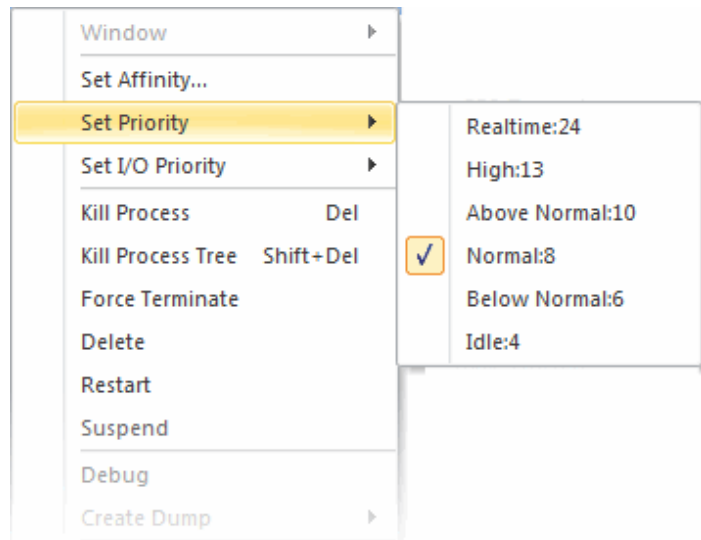 Window
Set Affinity...
Set Priority
Set I/O Priority
Kill Process Del
Kill Process Tree Shift+Del
Force Terminate
Delete
Restart
Suspend
Debug
Create Dump
Realtime:24
High:13
Above Normal:10
Normal:8
Below Normal:6
Idle:4